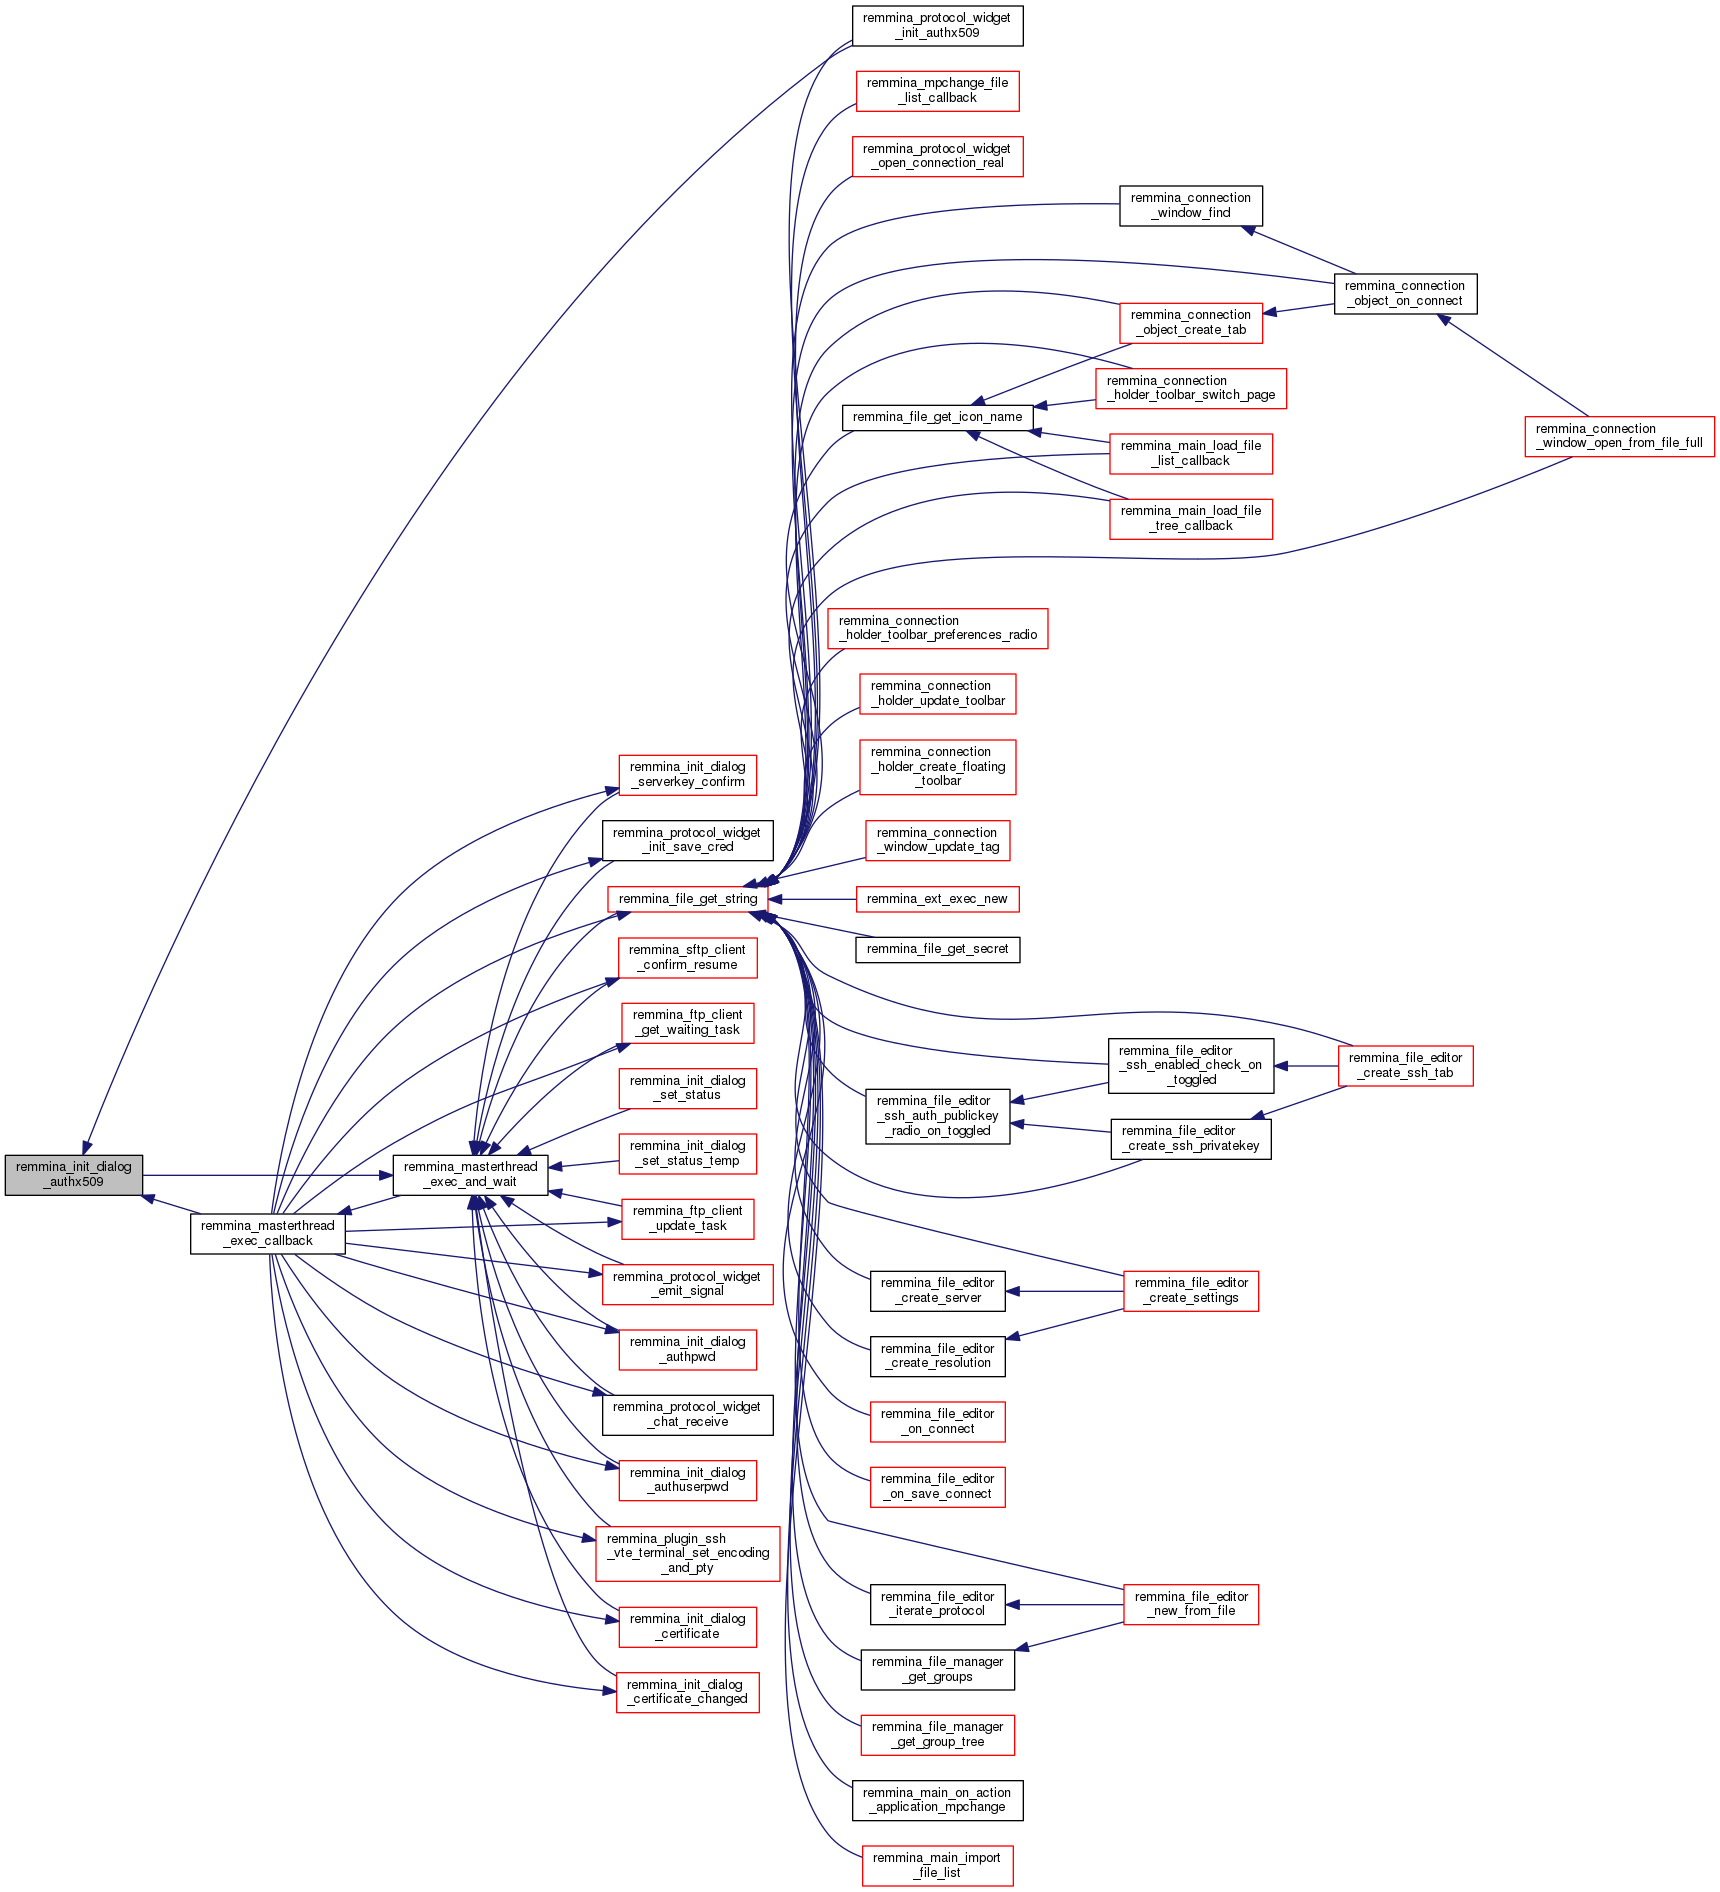 remmina_protocol_widget
_init_authx509
remmina_mpchange_file
_list_callback
remmina_protocol_widget
_open_connection_real
remmina_connection
_window_find
remmina_connection
_object_on_connect
remmina_connection
_object_create_tab
remmina_connection
_holder_toolbar_switch_page
remmina_file_get_icon_name
remmina_connection
_window_open_from_file_full
remmina_main_load_file
_list_callback
remmina_main_load_file
_tree_callback
remmina_connection
_holder_toolbar_preferences_radio
remmina_connection
_holder_update_toolbar
remmina_connection
_holder_create_floating
_toolbar
remmina_init_dialog
_serverkey_confirm
remmina_protocol_widget
_init_save_cred
remmina_connection
_window_update_tag
remmina_file_get_string
remmina_ext_exec_new
remmina_file_get_secret
remmina_sftp_client
_confirm_resume
remmina_ftp_client
_get_waiting_task
remmina_init_dialog
_set_status
remmina_file_editor
_ssh_enabled_check_on
_toggled
remmina_file_editor
_create_ssh_tab
remmina_file_editor
_ssh_auth_publickey
_radio_on_toggled
remmina_file_editor
_create_ssh_privatekey
remmina_init_dialog
_authx509
remmina_masterthread
_exec_and_wait
remmina_init_dialog
_set_status_temp
remmina_masterthread
_exec_callback
remmina_ftp_client
_update_task
remmina_protocol_widget
_emit_signal
remmina_file_editor
_create_server
remmina_file_editor
_create_settings
remmina_init_dialog
_authpwd
remmina_file_editor
_create_resolution
remmina_protocol_widget
_chat_receive
remmina_file_editor
_on_connect
remmina_init_dialog
_authuserpwd
remmina_file_editor
_on_save_connect
remmina_plugin_ssh
_vte_terminal_set_encoding
_and_pty
remmina_file_editor
_iterate_protocol
remmina_file_editor
_new_from_file
remmina_init_dialog
_certificate
remmina_file_manager
_get_groups
remmina_init_dialog
_certificate_changed
remmina_file_manager
_get_group_tree
remmina_main_on_action
_application_mpchange
remmina_main_import
_file_list